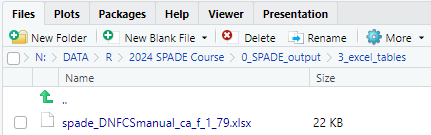 Files Plots Packages Help Viewer Presentation
New Folder New Blank File Delete Rename More
N: DATA R 2024 SPADE Course 0_SPADE_output 3_excel_tables
Name Size
..
spade_DNFCSmanual_ca_f_1_79.xlsx 22 KB